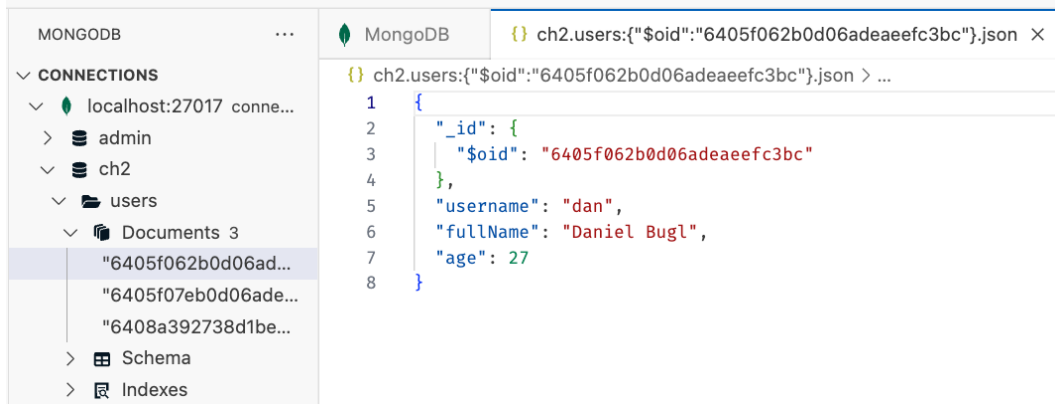 MONGODB ...
CONNECTIONS
localhost:27017 conne...
admin
ch2
users
Documents 3
"6405f062b0d06ad...
"6405f07eb0d06ade...
"6408a392738d1be...
Schema
Indexes
MongoDB
{} ch2.users:{"$oid":"6405f062b0d06adeaeefc3bc"}.json ×
{} ch2.users:{"$oid":"6405f062b0d06adeaeefc3bc"}.json > ...
1 {
2 "_id": {
3 "$oid": "6405f062b0d06adeaeefc3bc"
4 },
5 "username": "dan",
6 "fullName": "Daniel Bugl",
7 "age": 27
8 }